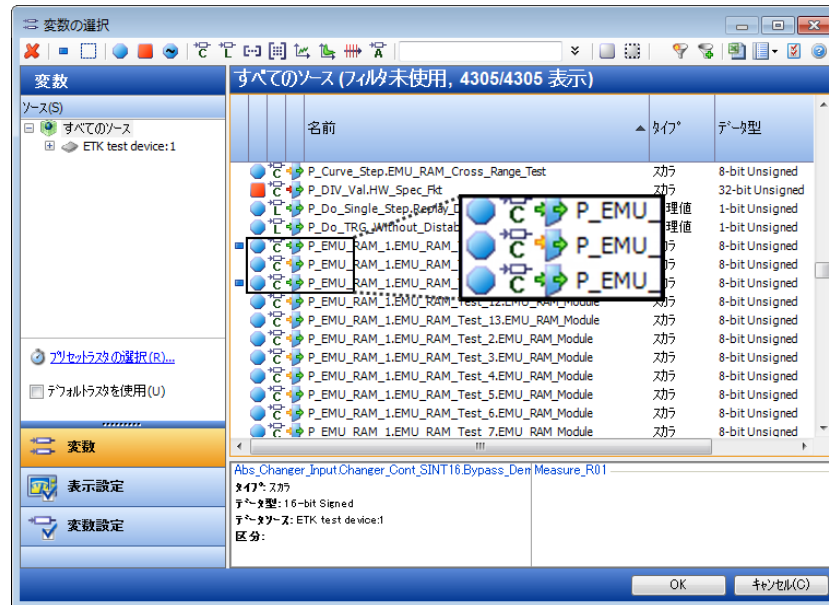 変数の選択
変数
すべてのソース (フィルタ未使用, 4305/4305 表示)
ソース(S)
すべてのソース
ETK test device:1
名前 タイプ データ型
P_Curve_Step.EMU_RAM_Cross_Range_Test スカラ 8-bit Unsigned
P_DIV_Val.HW_Spec_Fkt スカラ 32-bit Unsigned
P_Do_Single_Step.Replay_D 理値 1-bit Unsigned
P_Do_TRG_Without_Distab 理値 1-bit Unsigned
P_EMU_RAM_1.EMU_RAM_ 8-bit Unsigned
P_EMU_RAM_1.EMU_RAM_ 8-bit Unsigned
P_EMU_RAM_1.EMU_RAM_ 8-bit Unsigned
P_EMU_
P_EMU_
P_EMU_
P_EMU_RAM_1.EMU_RAM_Test_12.EMU_RAM_Module スカラ 8-bit Unsigned
P_EMU_RAM_1.EMU_RAM_Test_13.EMU_RAM_Module スカラ 8-bit Unsigned
P_EMU_RAM_1.EMU_RAM_Test_2.EMU_RAM_Module スカラ 8-bit Unsigned
P_EMU_RAM_1.EMU_RAM_Test_3.EMU_RAM_Module スカラ 8-bit Unsigned
P_EMU_RAM_1.EMU_RAM_Test_4.EMU_RAM_Module スカラ 8-bit Unsigned
P_EMU_RAM_1.EMU_RAM_Test_5.EMU_RAM_Module スカラ 8-bit Unsigned
P_EMU_RAM_1.EMU_RAM_Test_6.EMU_RAM_Module スカラ 8-bit Unsigned
P_EMU_RAM_1.EMU_RAM_Test_7.EMU_RAM_Module スカラ 8-bit Unsigned
プリセットラスタの選択(R)...
デフォルトラスタを使用(U)
変数
表示設定
変数設定
Abs_Changer_Input.Changer_Cont_SINT16.Bypass_Dem Measure_R01
タイプ: スカラ
データ型: 16-bit Signed
データソース: ETK test device:1
区分:
OK キャンセル(C)